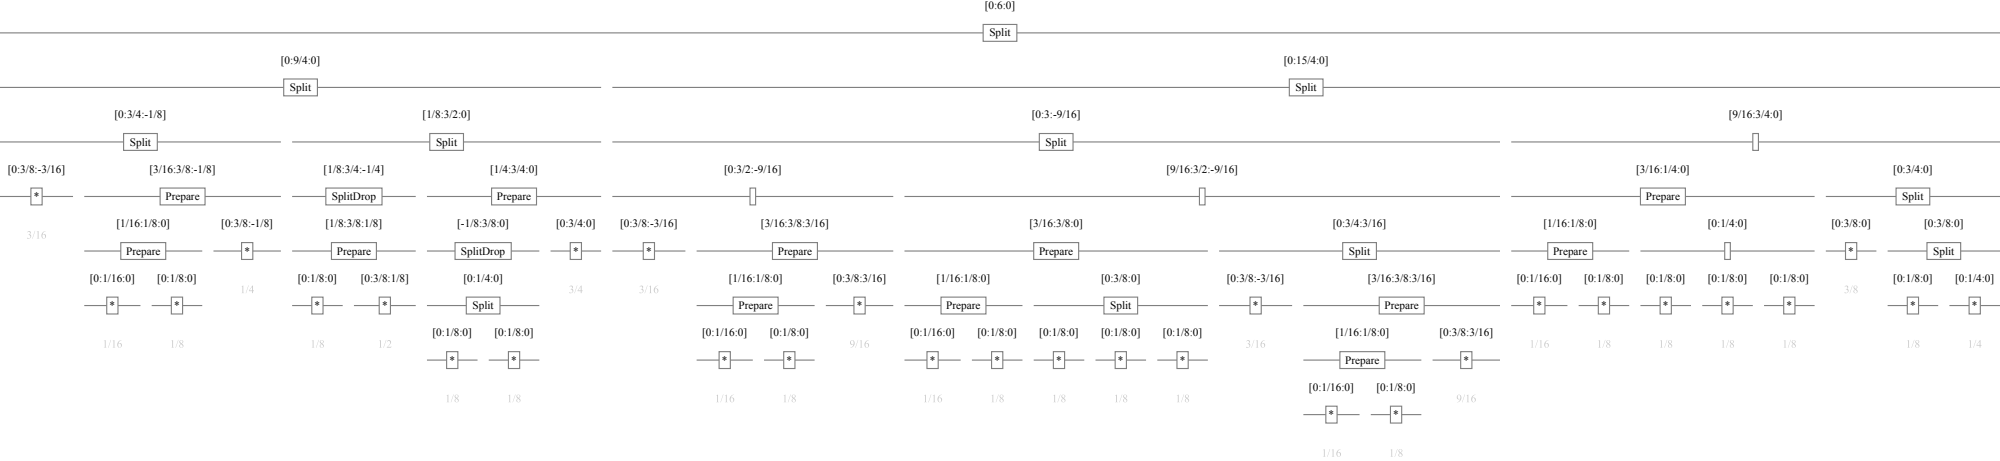 [0:6:0]
Split
[0:9/4:0] [0:15/4:0]
Split Split
[0:3/4:-1/8] [1/8:3/2:0] [0:3:-9/16] [9/16:3/4:0]
Split Split Split
[0:3/8:-3/16] [3/16:3/8:-1/8] [1/8:3/4:-1/4] [1/4:3/4:0] [0:3/2:-9/16] [9/16:3/2:-9/16] [3/16:1/4:0] [0:3/4:0]
* Prepare SplitDrop Prepare Prepare Split
[1/16:1/8:0] [0:3/8:-1/8] [1/8:3/8:1/8] [-1/8:3/8:0] [0:3/4:0] [0:3/8:-3/16] [3/16:3/8:3/16] [3/16:3/8:0] [0:3/4:3/16] [1/16:1/8:0] [0:1/4:0] [0:3/8:0] [0:3/8:0]
3/16
Prepare * Prepare SplitDrop * * Prepare Prepare Split Prepare * Split
[0:1/16:0] [0:1/8:0] [0:1/8:0] [0:3/8:1/8] [0:1/4:0] [1/16:1/8:0] [0:3/8:3/16] [1/16:1/8:0] [0:3/8:0] [0:3/8:-3/16] [3/16:3/8:3/16] [0:1/16:0] [0:1/8:0] [0:1/8:0] [0:1/8:0] [0:1/8:0] [0:1/8:0] [0:1/4:0]
1/4 3/4 3/16 3/8
* * * * Split Prepare * Prepare Split * Prepare * * * * * * *
[0:1/8:0] [0:1/8:0] [0:1/16:0] [0:1/8:0] [0:1/16:0] [0:1/8:0] [0:1/8:0] [0:1/8:0] [0:1/8:0] [1/16:1/8:0] [0:3/8:3/16]
1/16 1/8 1/8 1/2 9/16 3/16 1/16 1/8 1/8 1/8 1/8 1/8 1/4
* * * * * * * * * Prepare *
[0:1/16:0] [0:1/8:0]
1/8 1/8 1/16 1/8 1/16 1/8 1/8 1/8 1/8 9/16
* *
1/16 1/8